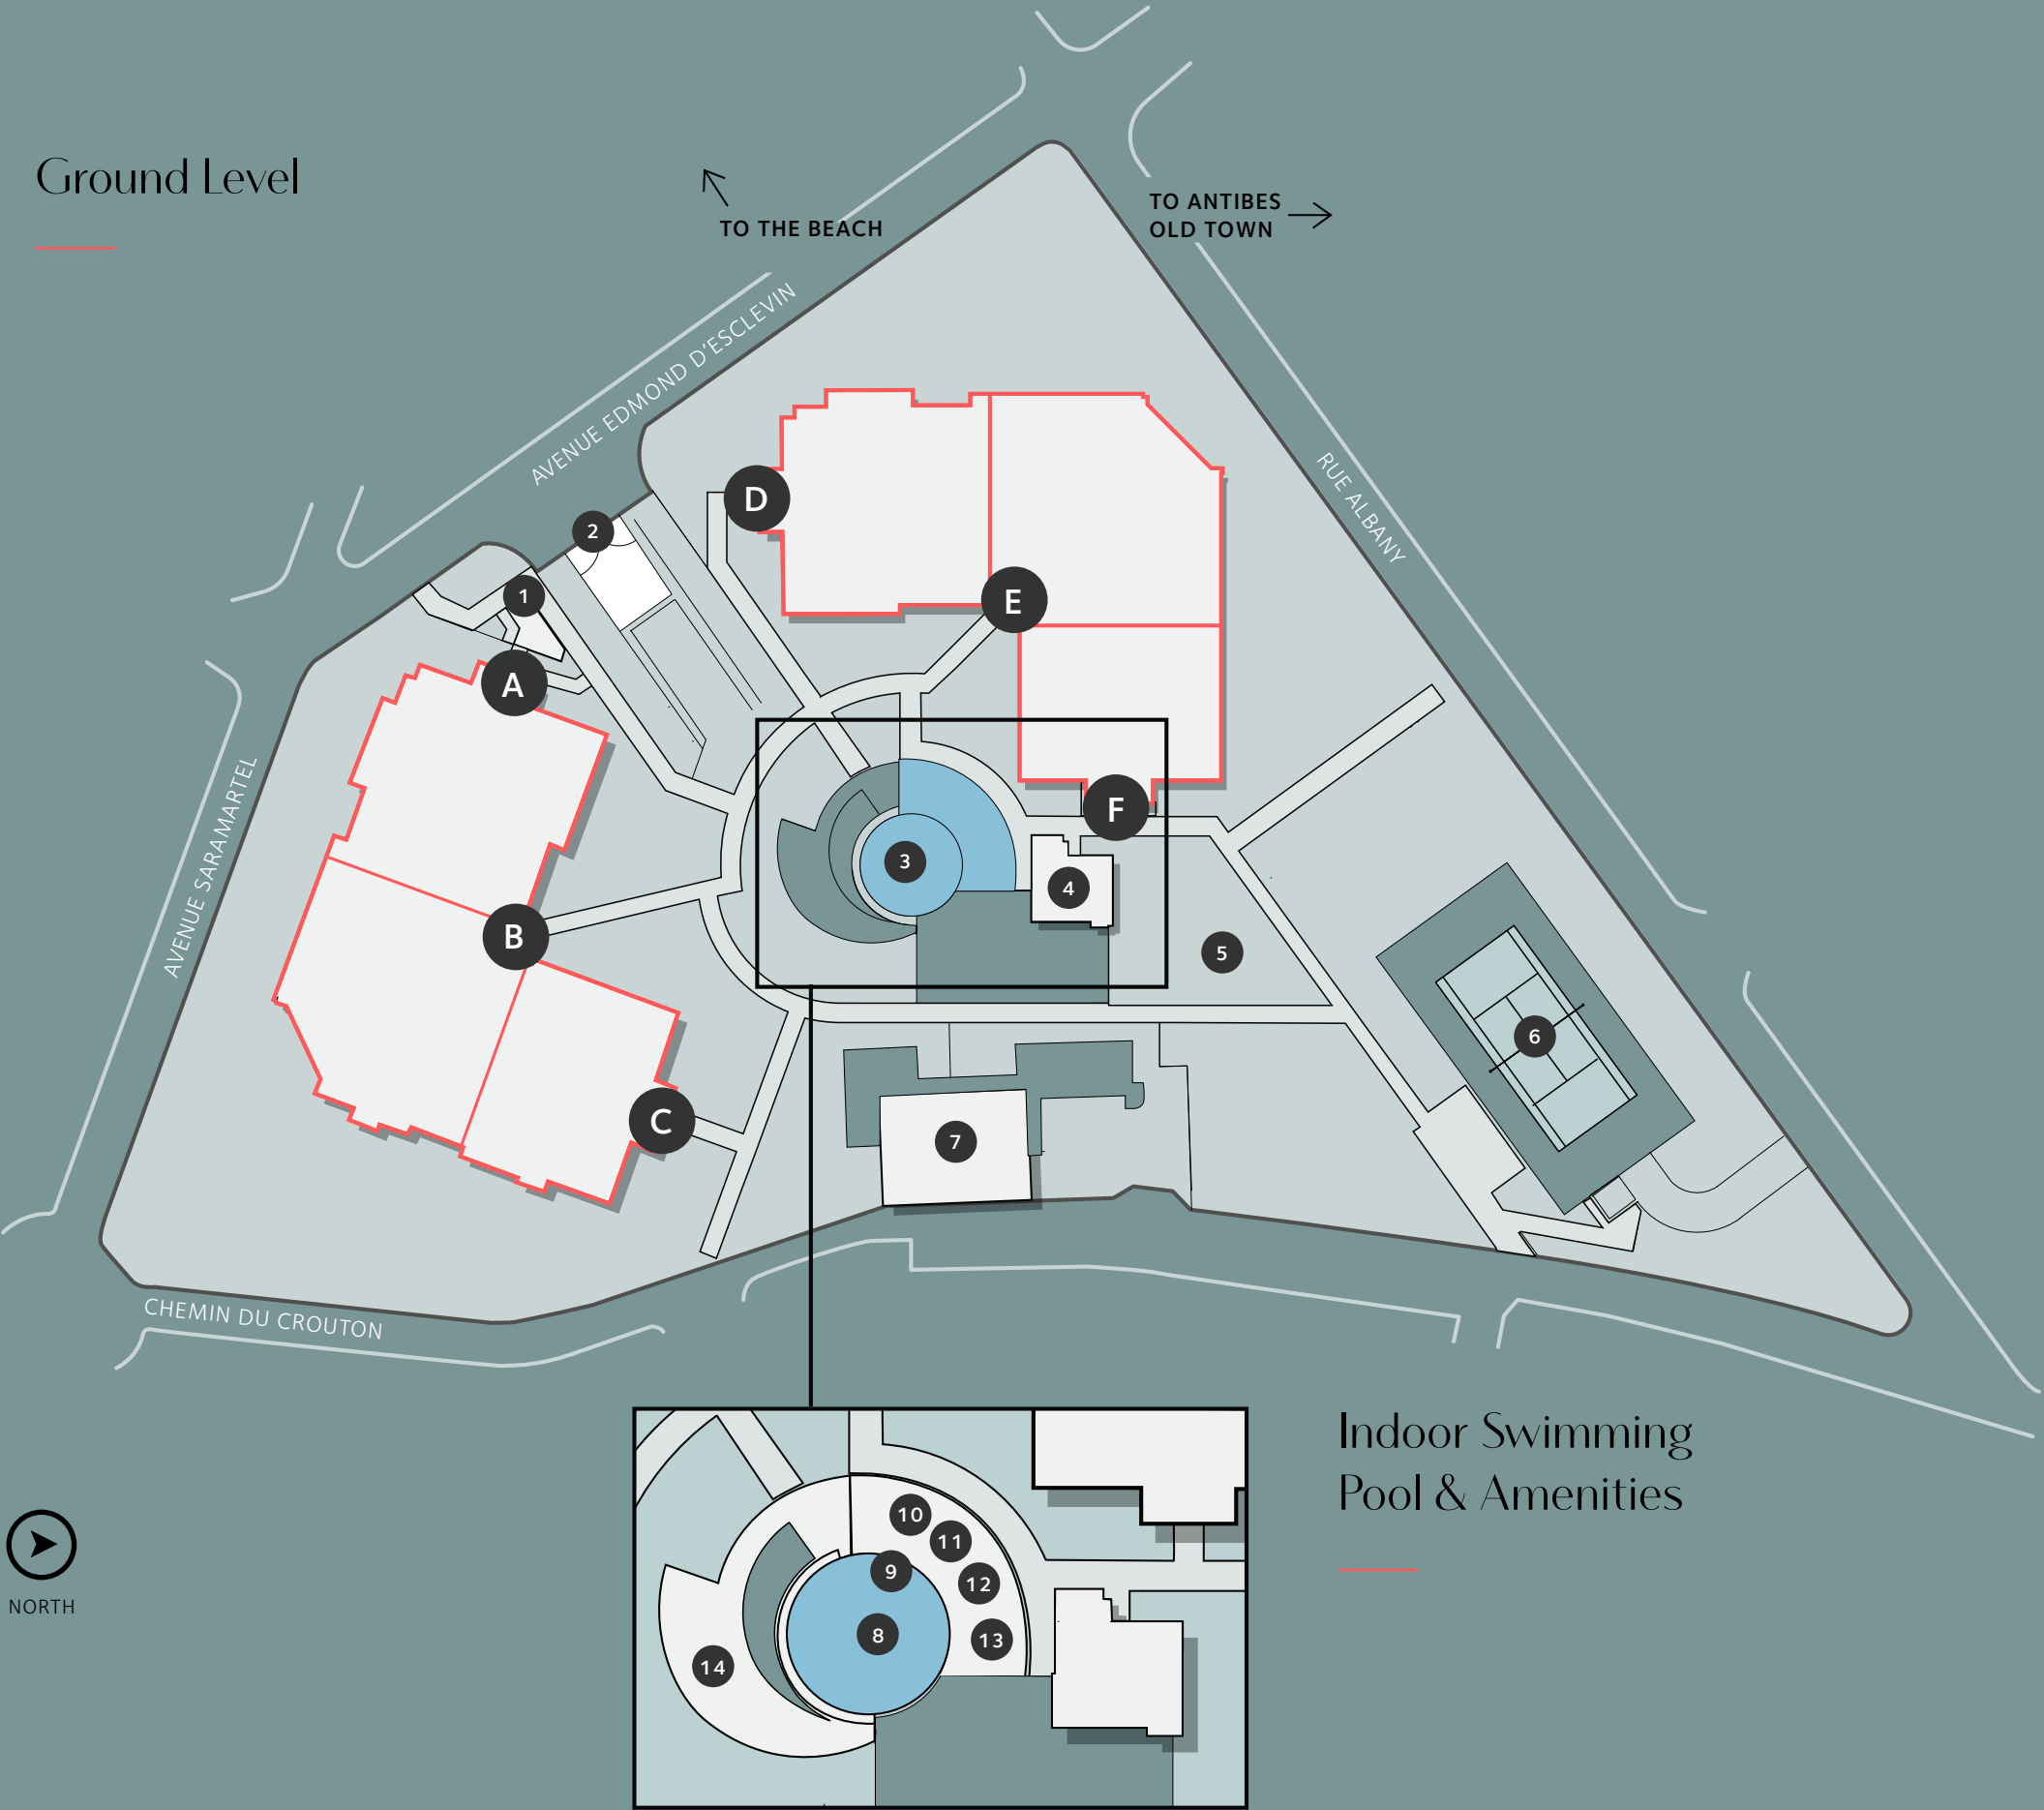 Ground Level
TO THE BEACH
TO ANTIBES
OLD TOWN
AVENUE EDMOND D'ESCLEVIN
RUE ALBANY
AVENUE SARAMARTEL
CHEMIN DU CROUTON
D
2
E
1
A
F
3
4
B
5
6
C
7
Indoor Swimming
Pool & Amenities
NORTH
10
11
9
12
8
13
14